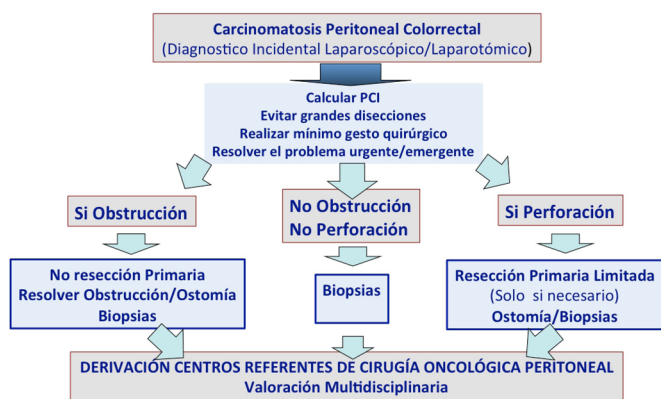 Carcinomatosis Peritoneal Colorrectal
(Diagnostico Incidental Laparoscópico/Laparotómico)
Calcular PCI
Evitar grandes disecciones
Realizar mínimo gesto quirúrgico
Resolver el problema urgente/emergente
Si Obstrucción
No Obstrucción
No Perforación
Si Perforación
No resección Primaria
Resolver Obstrucción/Ostomía
Biopsias
Biopsias
Resección Primaria Limitada
(Solo si necesario)
Ostomía/Biopsias
DERIVACIÓN CENTROS REFERENTES DE CIRUGÍA ONCOLÓGICA PERITONEAL
Valoración Multidisciplinaria